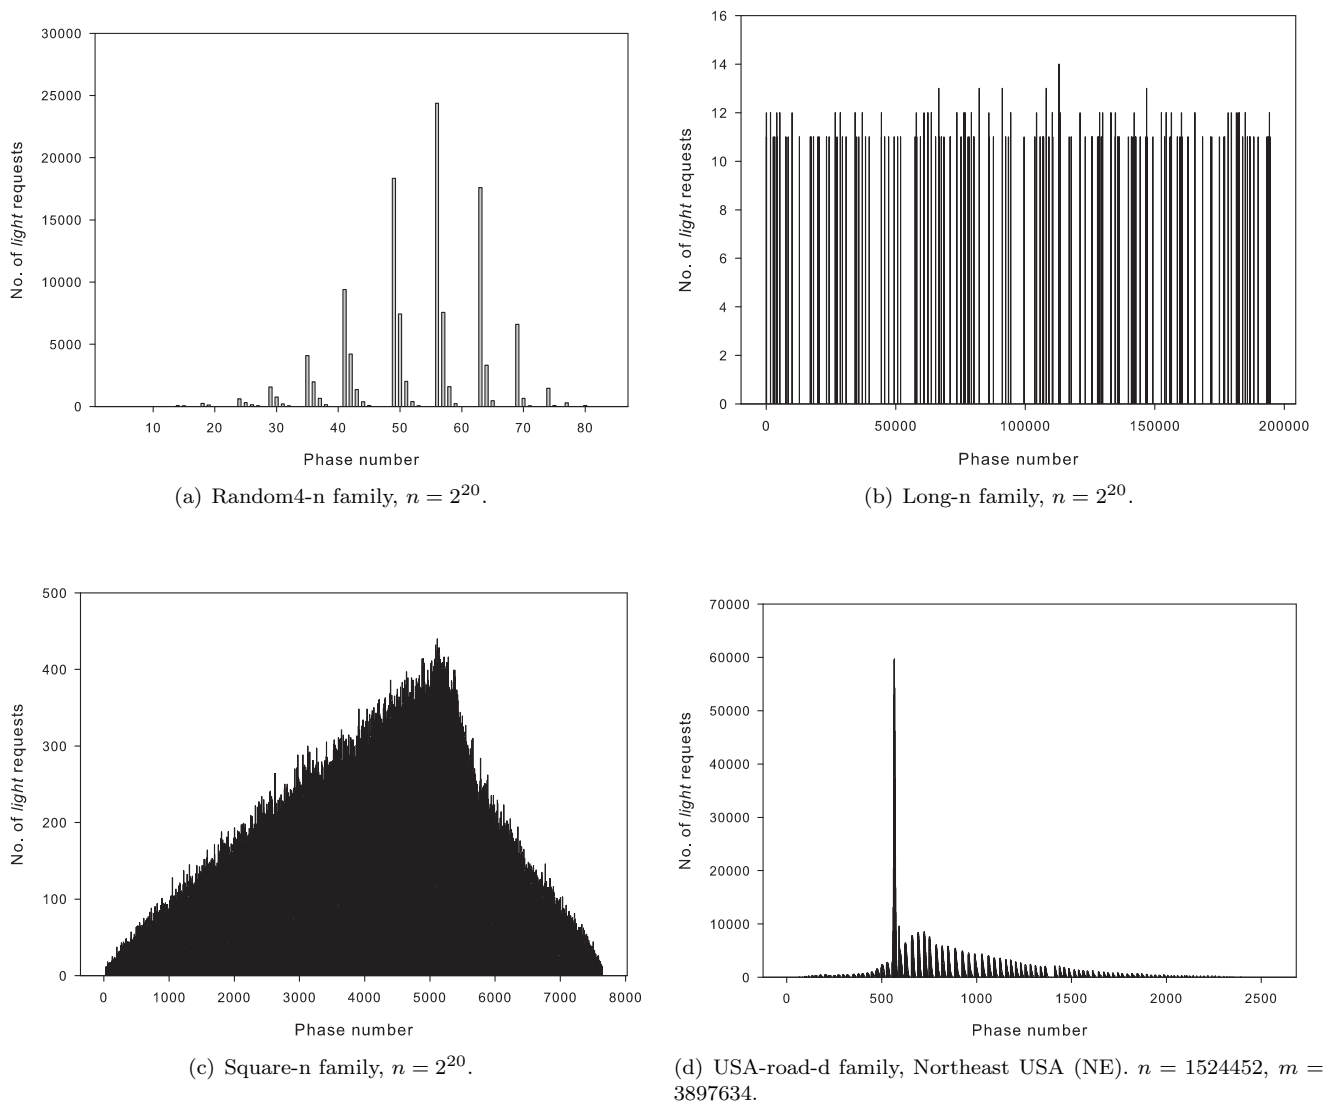 30000
25000
20000
15000
10000
5000
0
No. of light requests
10 20 30 40 50 60 70 80
Phase number
(a) Random4-n family, n = 2^20.
16
14
12
10
8
6
4
2
0
No. of light requests
0 50000 100000 150000 200000
Phase number
(b) Long-n family, n = 2^20.
500
400
300
200
100
0
No. of light requests
0 1000 2000 3000 4000 5000 6000 7000 8000
Phase number
(c) Square-n family, n = 2^20.
70000
60000
50000
40000
30000
20000
10000
0
No. of light requests
0 500 1000 1500 2000 2500
Phase number
(d) USA-road-d family, Northeast USA (NE). n = 1524452, m =
3897634.